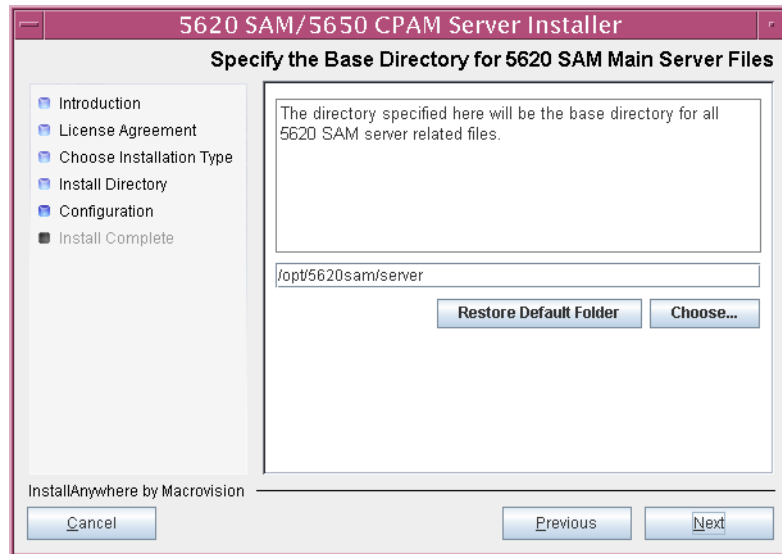 5620 SAM/5650 CPAM Server Installer
Specify the Base Directory for 5620 SAM Main Server Files
Introduction
License Agreement
Choose Installation Type
Install Directory
Configuration
Install Complete
The directory specified here will be the base directory for all
5620 SAM server related files.
/opt/5620sam/server
Restore Default Folder
Choose...
InstallAnywhere by Macrovision
Cancel
Previous
Next